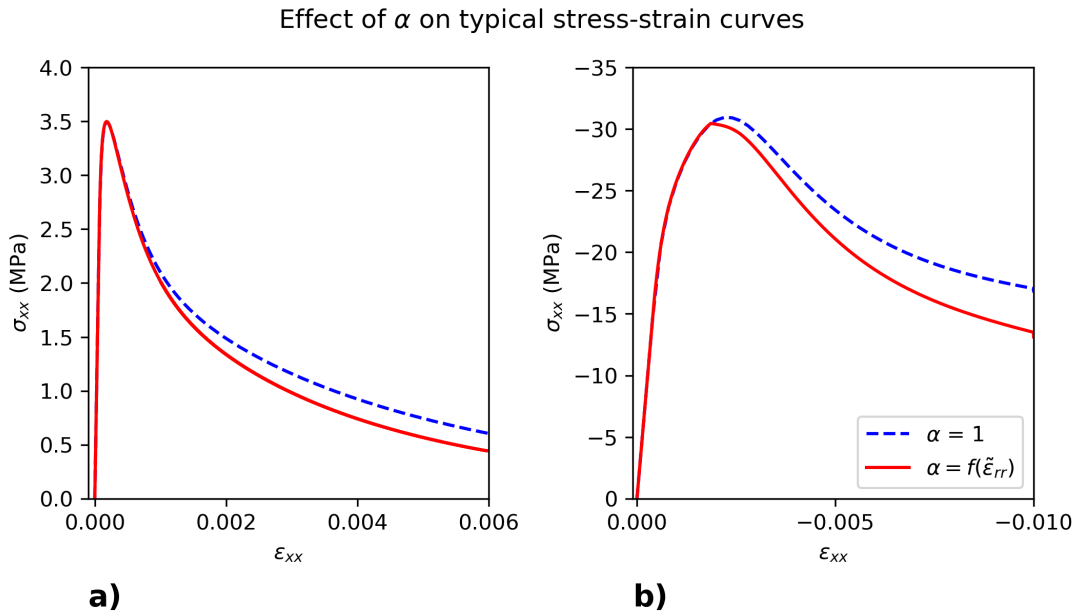 Effect of α on typical stress-strain curves
4.0
3.5
3.0
2.5
2.0
1.5
1.0
0.5
0.0
σxx (MPa)
0.000 0.002 0.004 0.006
εxx
a)
−35
−30
−25
−20
−15
−10
−5
0
σxx (MPa)
α = 1
α = f(ε̃rr)
0.000 −0.005 −0.010
εxx
b)